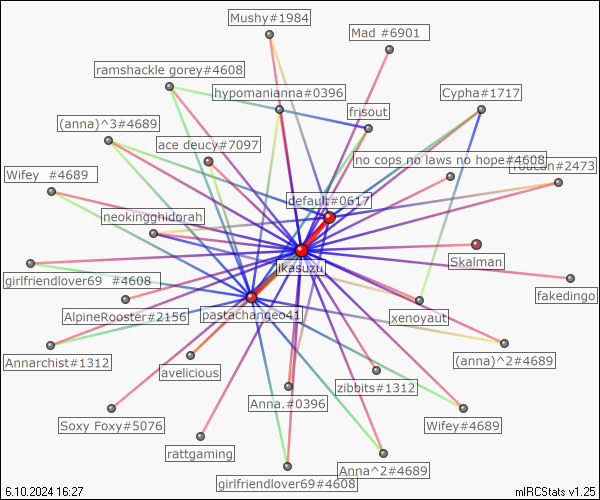 Mushy#1984
Mad #6901
ramshackle gorey#4608
hypomanianna#0396
Cypha#1717
frisout
(anna)^3#4689
ace deucy#7097
no cops no laws no hope#4608
Toucan#2473
Wifey #4689
default#0617
neokingghidorah
Skalman
jkasuzu
girlfriendlover69 #4608
fakedingo
AlpineRooster#2156
pastachanneo41
xenoyaut
Annarchist#1312
(anna)^2#4689
avelicious
zibbits#1312
Anna.#0396
Soxy Foxy#5076
Wifey#4689
rattgaming
Anna^2#4689
girlfriendlover69#4608
6.10.2024 16:27
mIRCStats v1.25